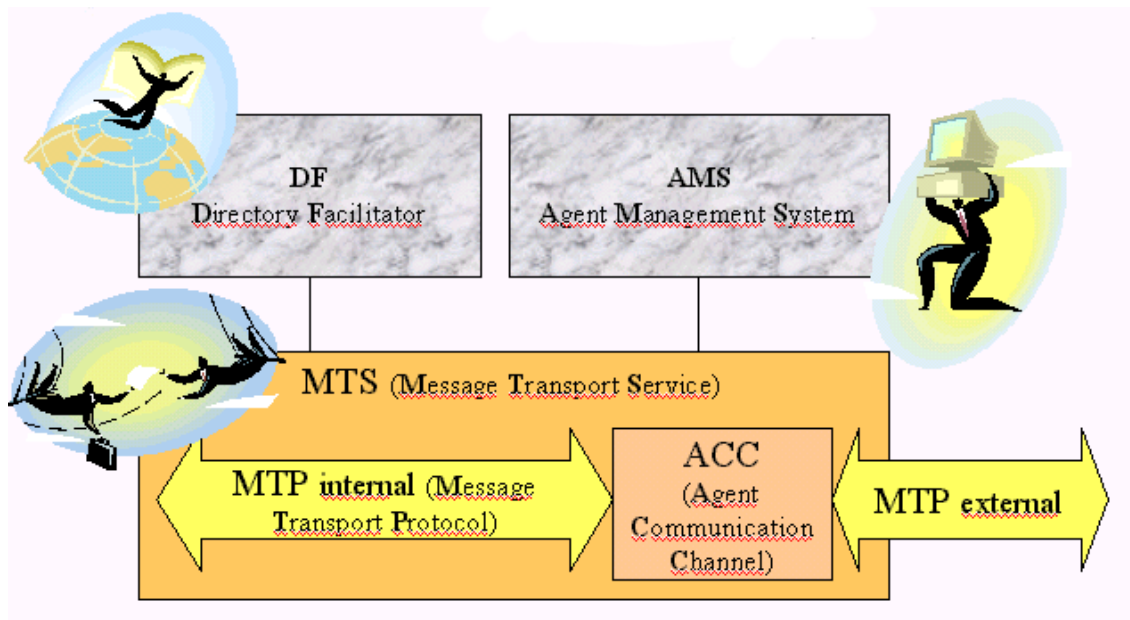 DF
Directory Facilitator
AMS
Agent Management System
MTS (Message Transport Service)
MTP internal (Message
Transport Protocol)
ACC
(Agent
Communication
Channel)
MTP external